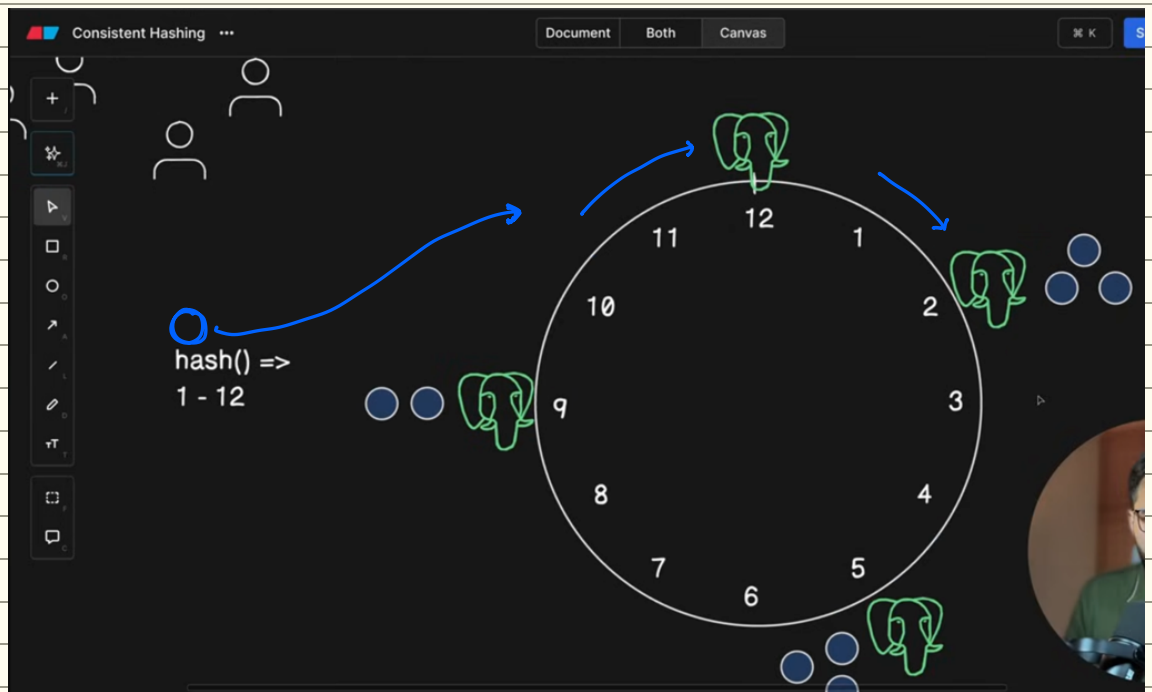 Consistent Hashing •••
Document Both Canvas
⌘ K
S
12
11
1
10
2
hash() =>
1 - 12
9
3
8
4
7
5
6